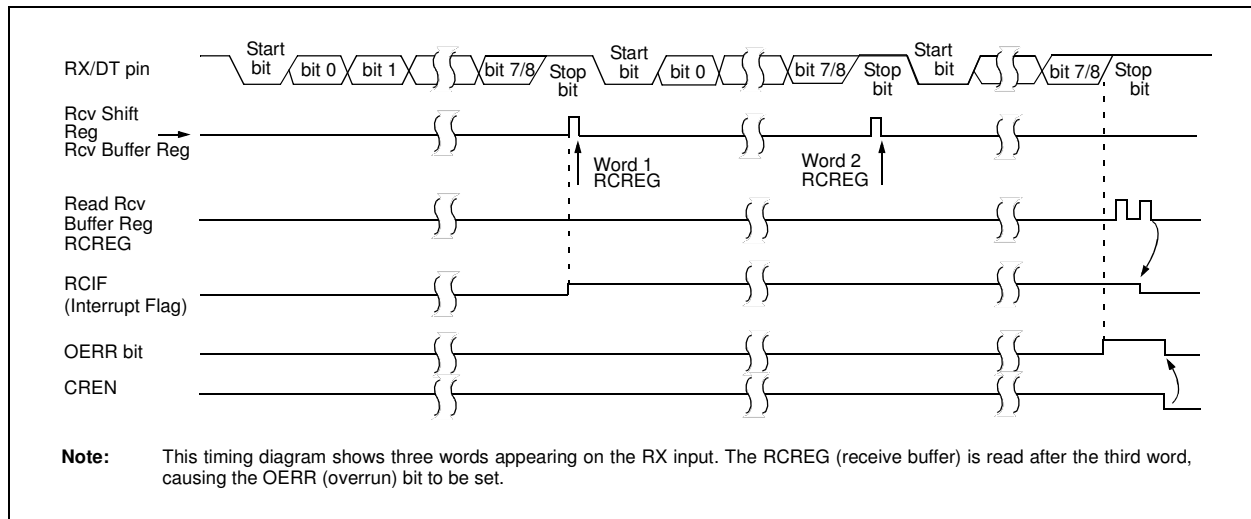 RX/DT pin
Start
bit
bit 0
bit 1
bit 7/8
Stop
bit
Start
bit
bit 0
bit 7/8
Stop
bit
Start
bit
bit 7/8
Stop
bit
Rcv Shift
Reg
Rcv Buffer Reg
Word 1
RCREG
Word 2
RCREG
Read Rcv
Buffer Reg
RCREG
RCIF
(Interrupt Flag)
OERR bit
CREN
Note: This timing diagram shows three words appearing on the RX input. The RCREG (receive buffer) is read after the third word,
causing the OERR (overrun) bit to be set.